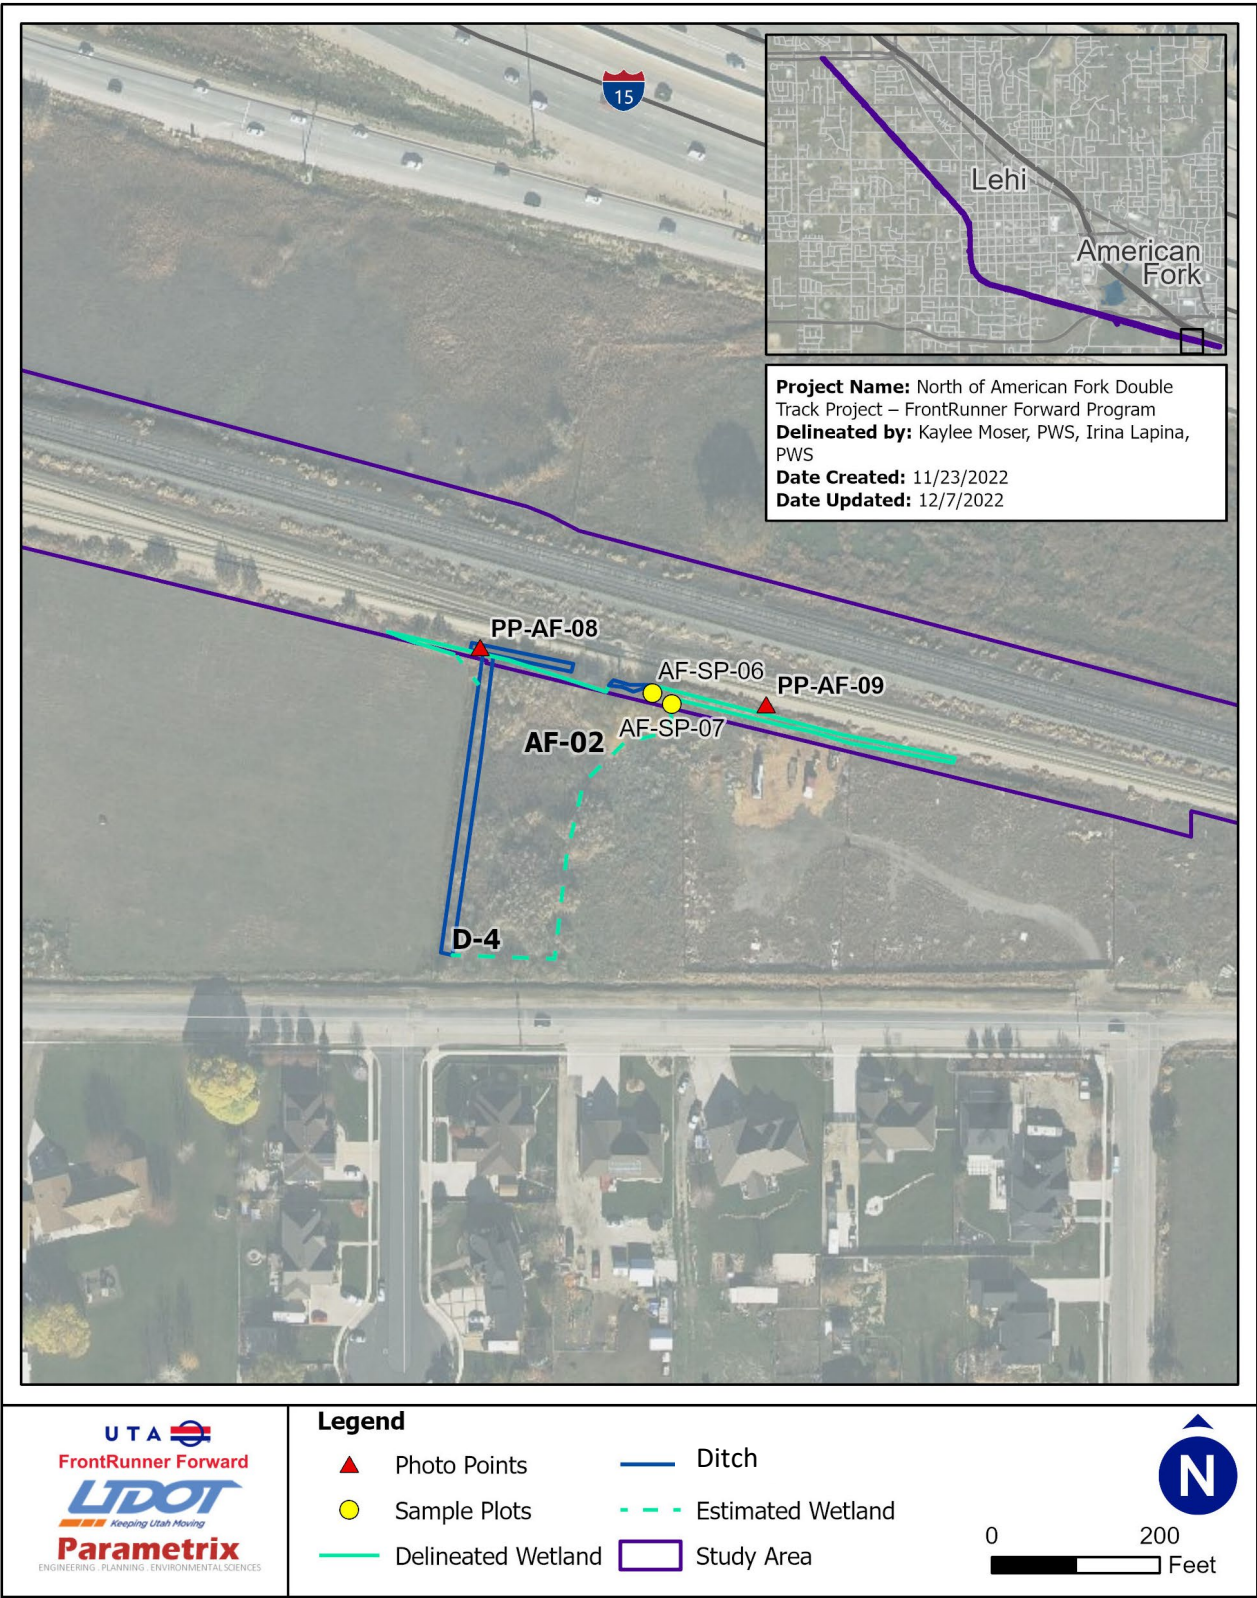 15
Lehi
American
Fork
Project Name: North of American Fork Double
Track Project – FrontRunner Forward Program
Delineated by: Kaylee Moser, PWS, Irina Lapina,
PWS
Date Created: 11/23/2022
Date Updated: 12/7/2022
PP-AF-08
AF-SP-06
PP-AF-09
AF-SP-07
AF-02
D-4
UTA
FrontRunner Forward
UDOT
Keeping Utah Moving
Parametrix
ENGINEERING . PLANNING . ENVIRONMENTAL SCIENCES
Legend
Photo Points
Sample Plots
Delineated Wetland
Ditch
Estimated Wetland
Study Area
N
0 200
Feet